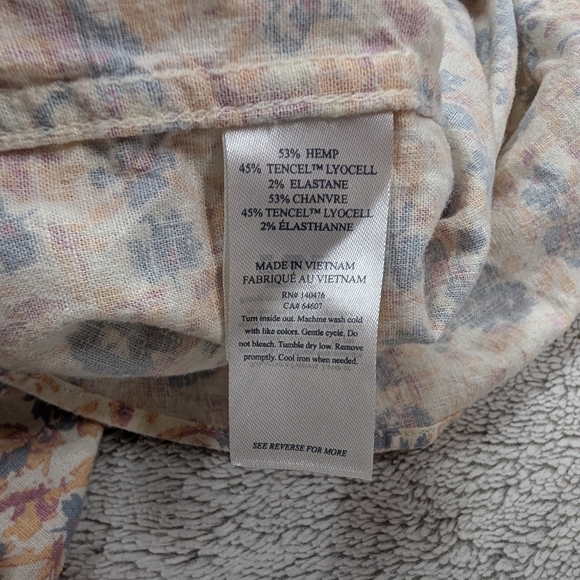 53% HEMP
45% TENCEL™ LYOCELL
2% ELASTANE
53% CHANVRE
45% TENCEL™ LYOCELL
2% ÉLASTHANNE
MADE IN VIETNAM
FABRIQUÉ AU VIETNAM
RN# 140476
CA# 64607
Turn inside out. Machine wash cold
with like colors. Gentle cycle. Do
not bleach. Tumble dry low. Remove
promptly. Cool iron when needed.
SEE REVERSE FOR MORE